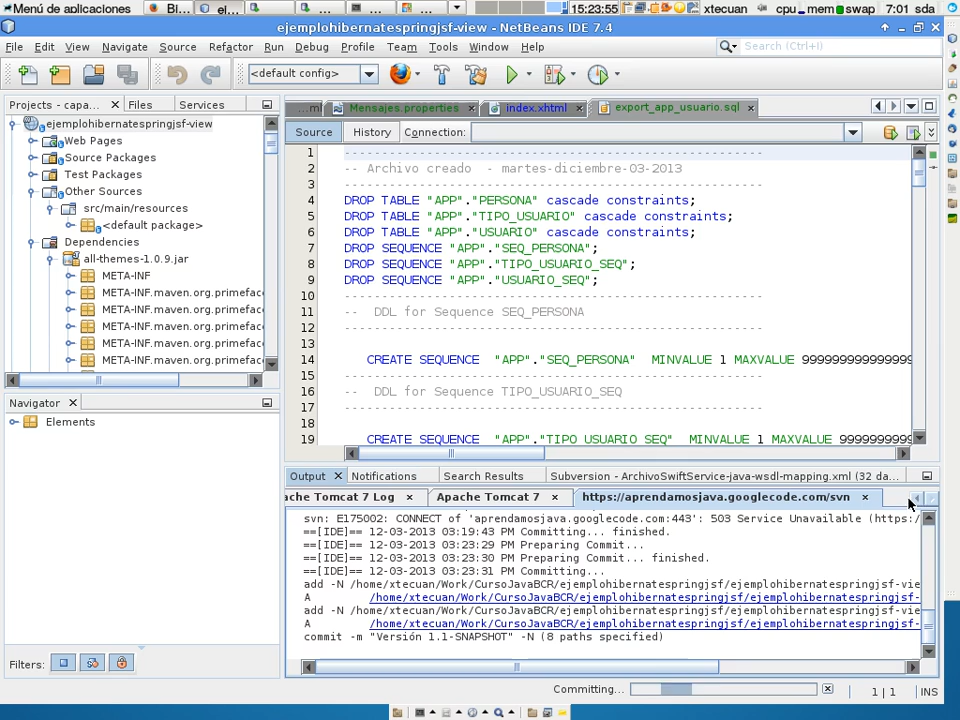 Menú de aplicaciones
Bi...
el...
15:23:55
xtecuan
cpu
mem
swap
7:01
sda
ejemplohibernatespringjsf-view - NetBeans IDE 7.4
File Edit View Navigate Source Refactor Run Debug Profile Team Tools Window Help
Search (Ctrl+I)
<default config>
Projects - capa...
Files
Services
...ml
Mensajes.properties
index.xhtml
export_app_usuario.sql
Source
History
Connection:
ejemplohibernatespringjsf-view
Web Pages
Source Packages
Test Packages
Other Sources
src/main/resources
<default package>
Dependencies
all-themes-1.0.9.jar
META-INF
META-INF.maven.org.primefac
META-INF.maven.org.primefac
META-INF.maven.org.primefac
META-INF.maven.org.primefac
META-INF.maven.org.primefac
1 --------------------------------------------------------
2 -- Archivo creado  - martes-diciembre-03-2013
3 --------------------------------------------------------
4 DROP TABLE "APP"."PERSONA" cascade constraints;
5 DROP TABLE "APP"."TIPO_USUARIO" cascade constraints;
6 DROP TABLE "APP"."USUARIO" cascade constraints;
7 DROP SEQUENCE "APP"."SEQ_PERSONA";
8 DROP SEQUENCE "APP"."TIPO_USUARIO_SEQ";
9 DROP SEQUENCE "APP"."USUARIO_SEQ";
10 --------------------------------------------------------
11 --  DDL for Sequence SEQ_PERSONA
12 --------------------------------------------------------
13
14 CREATE SEQUENCE  "APP"."SEQ_PERSONA"  MINVALUE 1 MAXVALUE 999999999999999
15 --------------------------------------------------------
16 --  DDL for Sequence TIPO_USUARIO_SEQ
17 --------------------------------------------------------
18
19 CREATE SEQUENCE  "APP"."TIPO_USUARIO_SEQ"  MINVALUE 1 MAXVALUE 9999999999
Navigator
Elements
Filters:
Output
Notifications
Search Results
Subversion - ArchivoSwiftService-java-wsdl-mapping.xml (32 da...
ache Tomcat 7 Log
Apache Tomcat 7
https://aprendamosjava.googlecode.com/svn
svn: E175002: CONNECT of 'aprendamosjava.googlecode.com:443': 503 Service Unavailable (https:/
==[IDE]== 12-03-2013 03:19:43 PM Committing... finished.
==[IDE]== 12-03-2013 03:23:29 PM Preparing Commit...
==[IDE]== 12-03-2013 03:23:30 PM Preparing Commit... finished.
==[IDE]== 12-03-2013 03:23:31 PM Committing...
add -N /home/xtecuan/Work/CursoJavaBCR/ejemplohibernatespringjsf/ejemplohibernatespringjsf-vie
A /home/xtecuan/Work/CursoJavaBCR/ejemplohibernatespringjsf/ejemplohibernatespringjsf-
add -N /home/xtecuan/Work/CursoJavaBCR/ejemplohibernatespringjsf/ejemplohibernatespringjsf-vie
A /home/xtecuan/Work/CursoJavaBCR/ejemplohibernatespringjsf/ejemplohibernatespringjsf-
commit -m "Versión 1.1-SNAPSHOT" -N (8 paths specified)
Committing...
1 | 1
INS